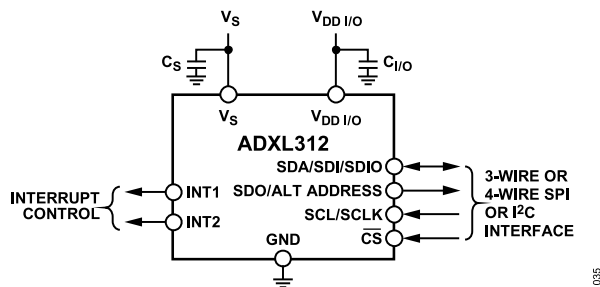 VS
VDD I/O
CS
CI/O
VS
VDD I/O
ADXL312
SDA/SDI/SDIO
SDO/ALT ADDRESS
SCL/SCLK
CS
INT1
INT2
GND
INTERRUPT
CONTROL
3-WIRE OR
4-WIRE SPI
OR I²C
INTERFACE
035